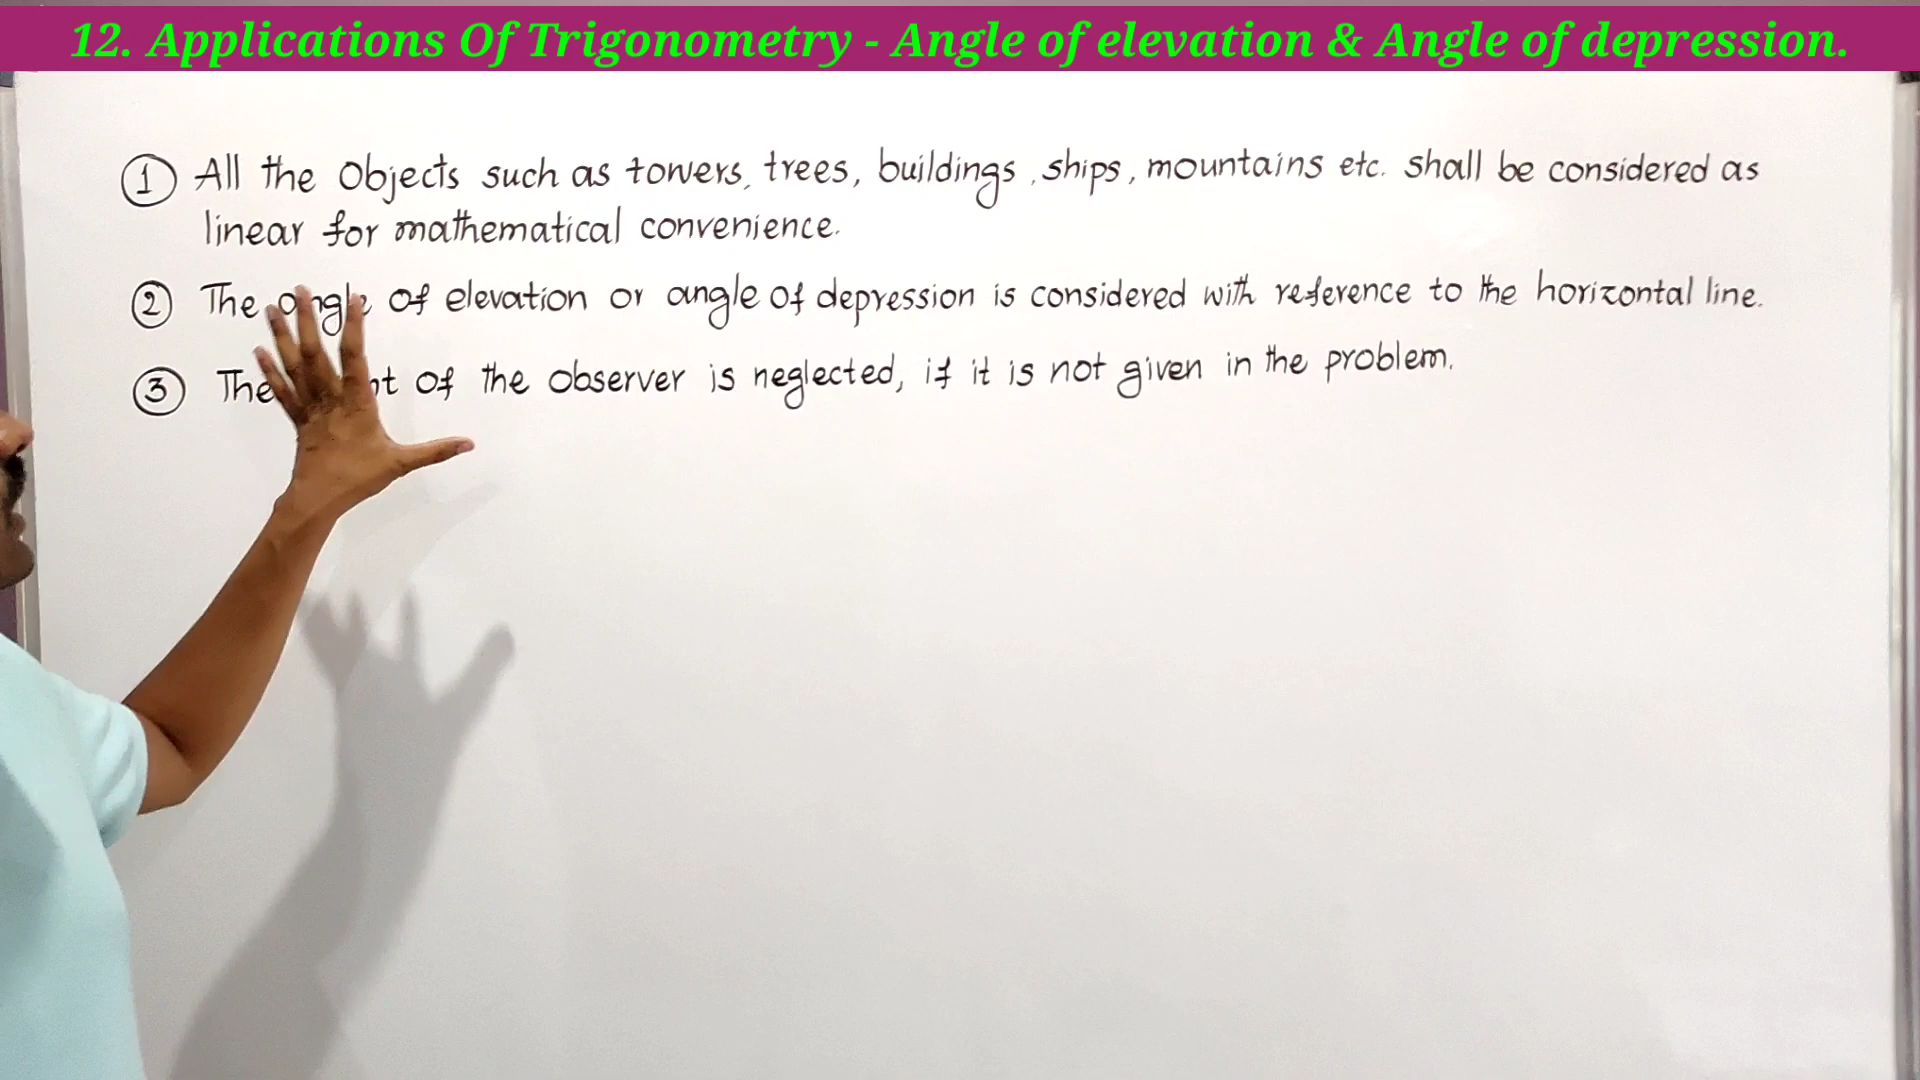 12. Applications Of Trigonometry - Angle of elevation & Angle of depression.
1 All the Objects such as towers, trees, buildings, ships, mountains etc. shall be considered as
linear for mathematical convenience.
2 The angle of elevation or angle of depression is considered with reference to the horizontal line.
3 The of the observer is neglected, if it is not given in the problem.